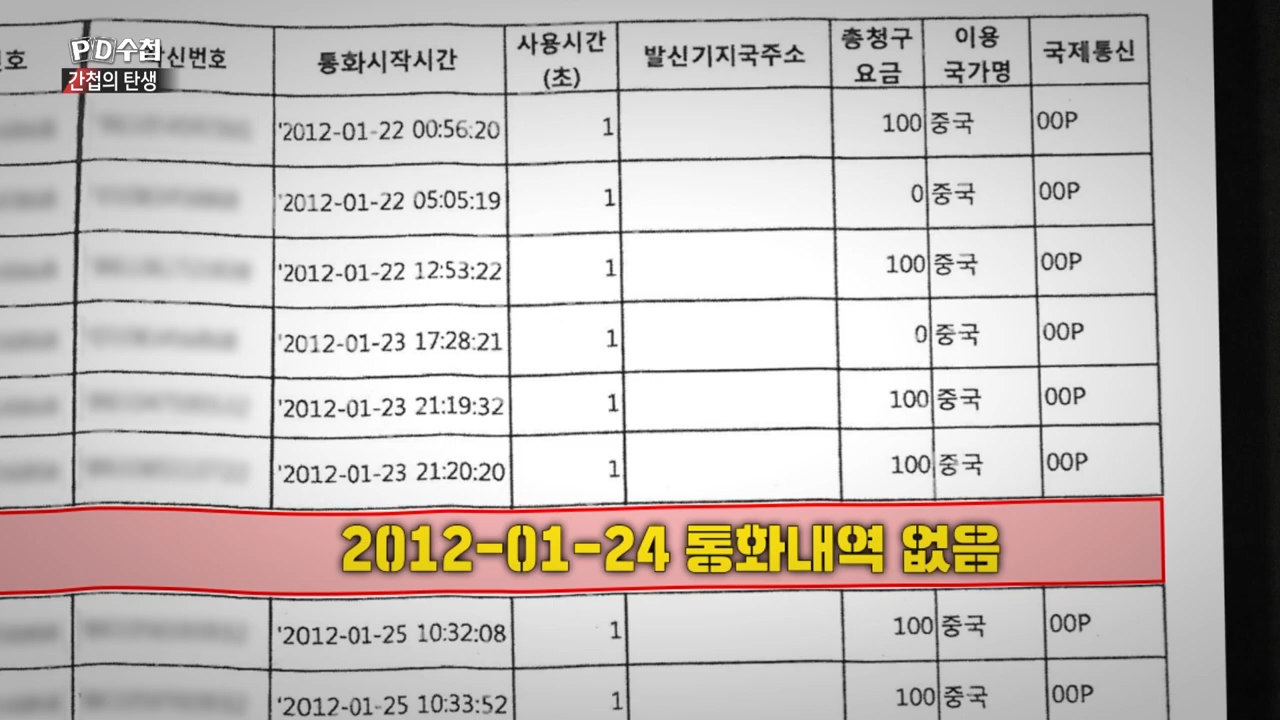 PD수첩
간첩의 탄생
호 신번호 통화시작시간 사용시간 (초) 발신기지국주소 총청구 요금 이용 국가명 국제통신
'2012-01-22 00:56:20 1 100 중국 00P
'2012-01-22 05:05:19 1 0 중국 00P
'2012-01-22 12:53:22 1 100 중국 00P
'2012-01-23 17:28:21 1 0 중국 00P
'2012-01-23 21:19:32 1 100 중국 00P
'2012-01-23 21:20:20 1 100 중국 00P
2012-01-24 통화내역 없음
'2012-01-25 10:32:08 1 100 중국 00P
'2012-01-25 10:33:52 1 100 중국 00P